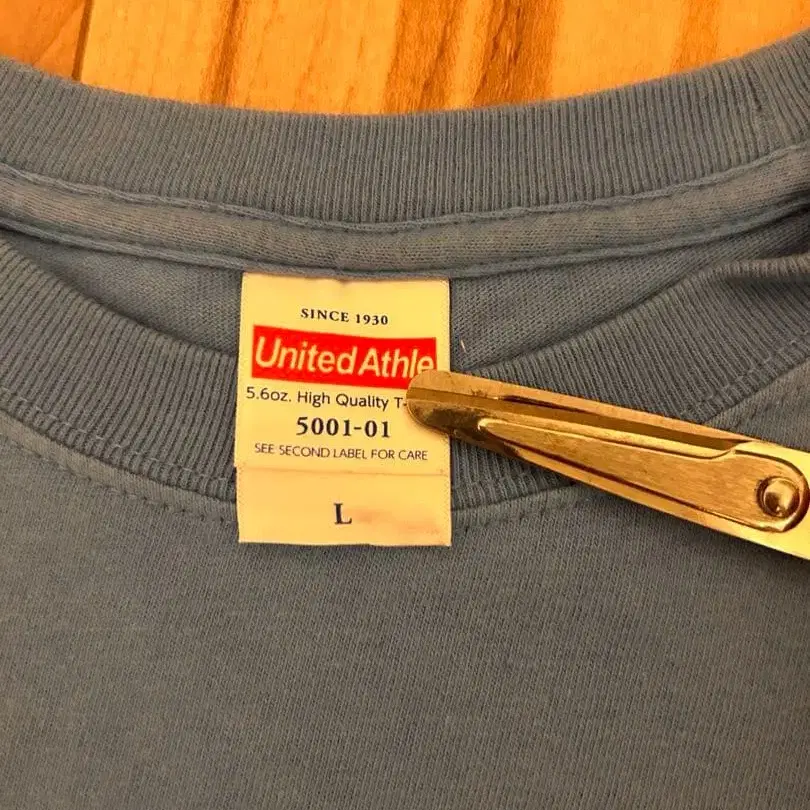 SINCE 1930
United Athle
5.6oz. High Quality T-
5001-01
SEE SECOND LABEL FOR CARE
L